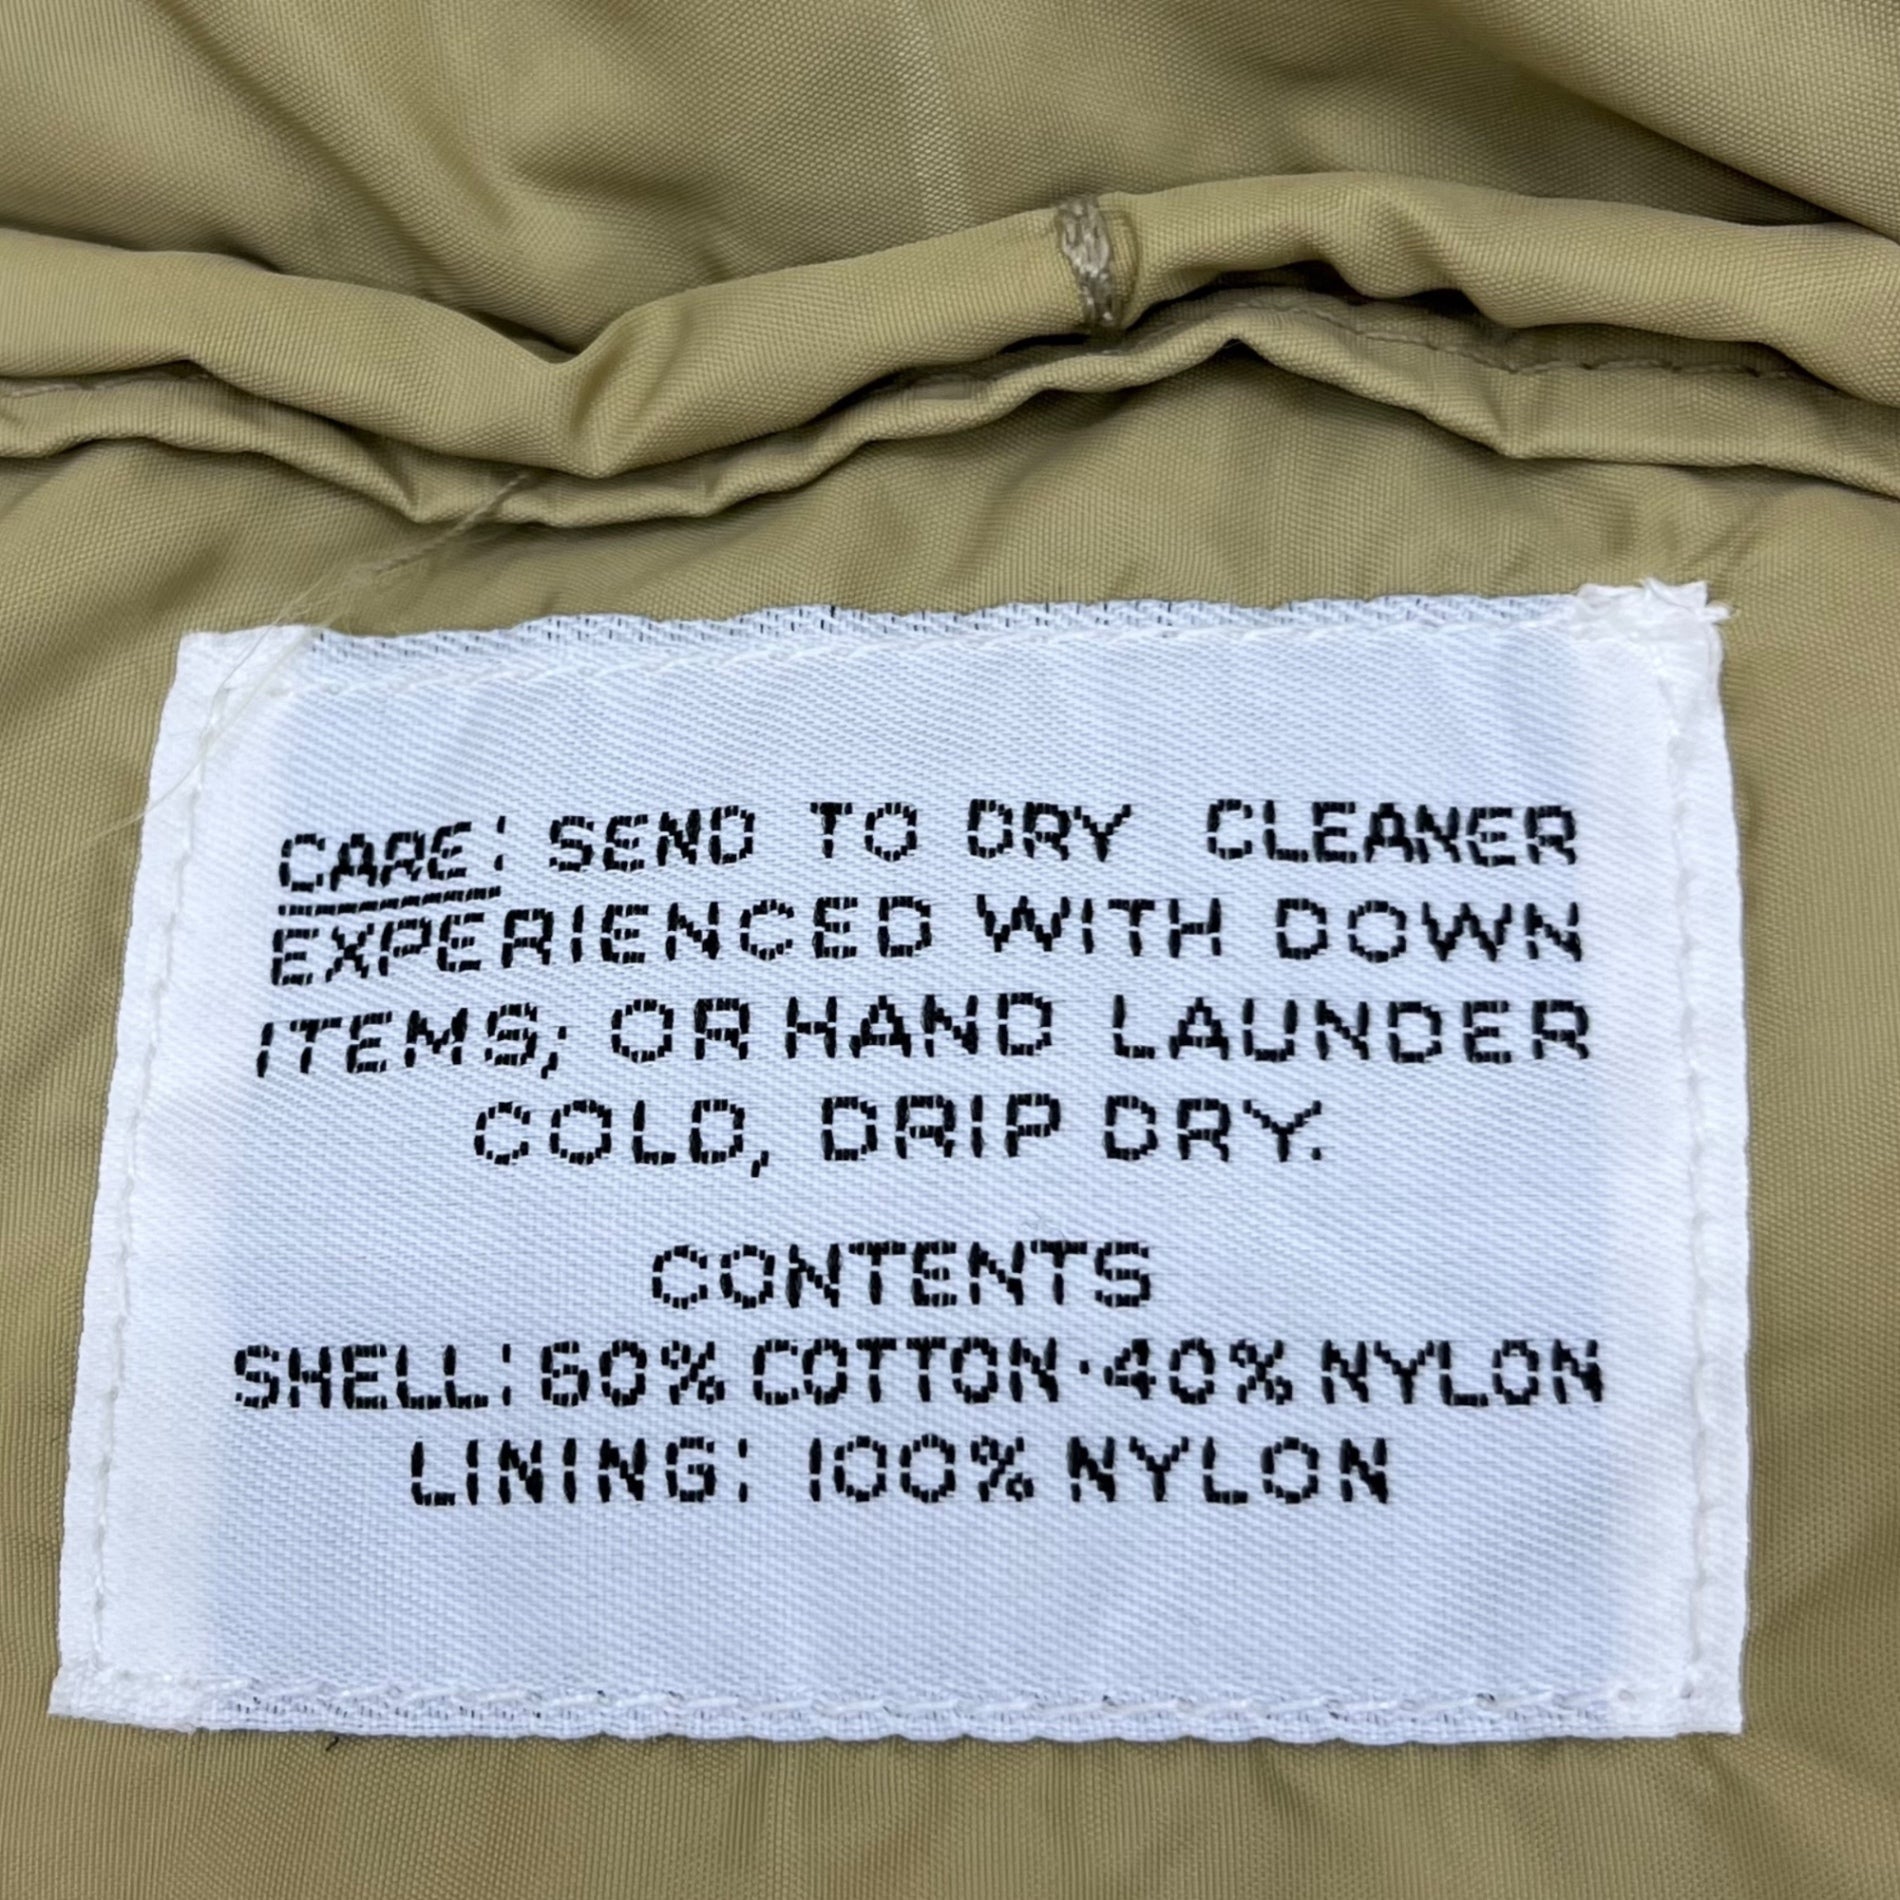 CARE: SEND TO DRY CLEANER
EXPERIENCED WITH DOWN
ITEMS; OR HAND LAUNDER
COLD, DRIP DRY.
CONTENTS
SHELL: 60% COTTON · 40% NYLON
LINING: 100% NYLON